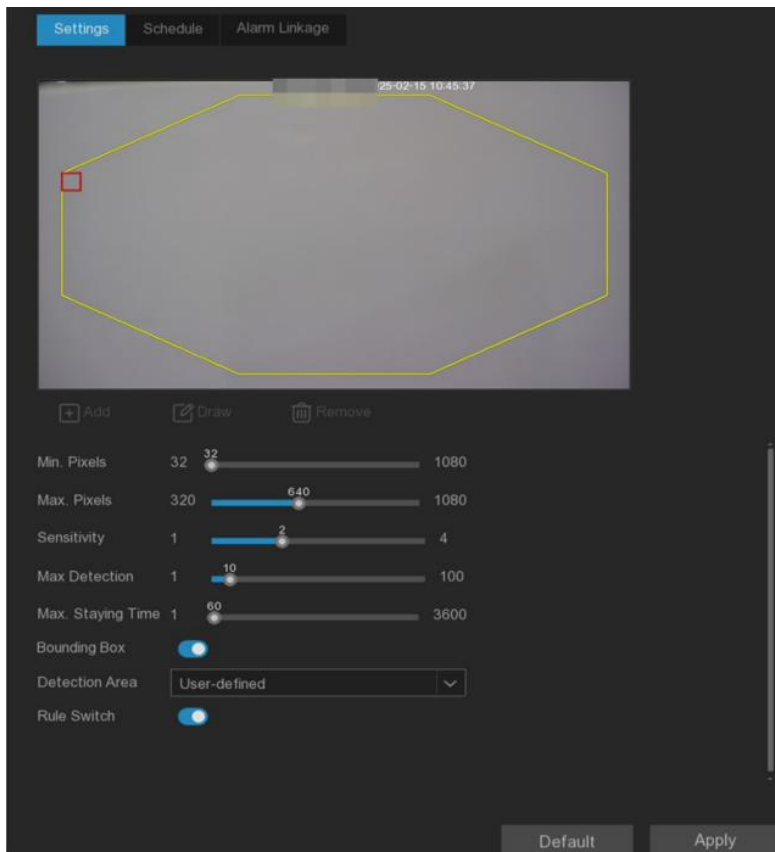 Settings Schedule Alarm Linkage
25-02-15 10:45:37
Add Draw Remove
Min. Pixels 32 32 1080
Max. Pixels 320 640 1080
Sensitivity 1 2 4
Max Detection 1 10 100
Max. Staying Time 1 60 3600
Bounding Box
Detection Area User-defined
Rule Switch
Default Apply